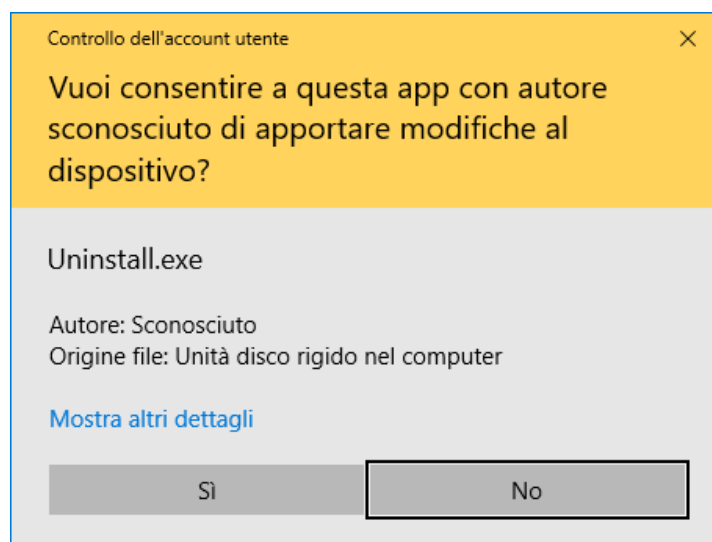 Controllo dell'account utente
Vuoi consentire a questa app con autore
sconosciuto di apportare modifiche al
dispositivo?
Uninstall.exe
Autore: Sconosciuto
Origine file: Unità disco rigido nel computer
Mostra altri dettagli
Sì
No